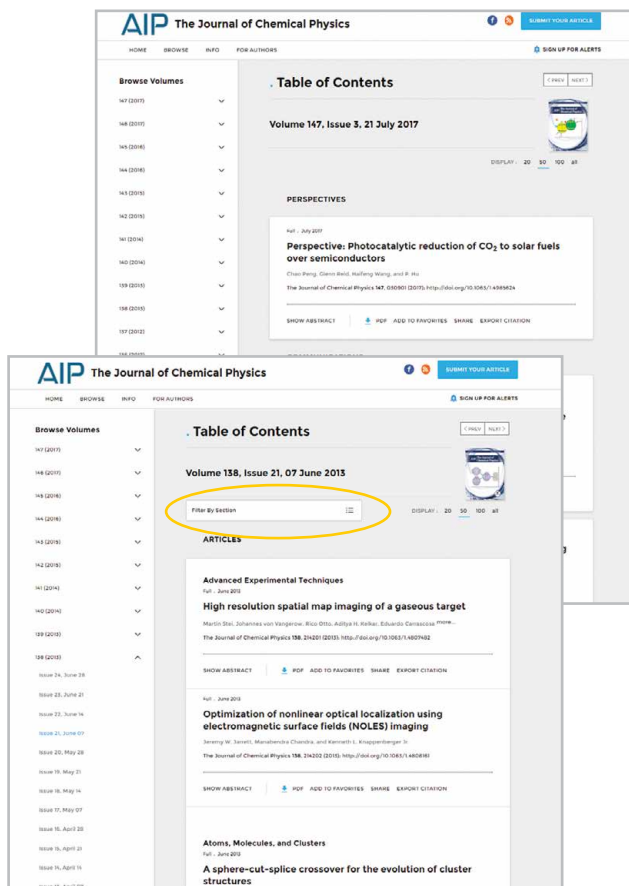 AIP The Journal of Chemical Physics
SUBMIT YOUR ARTICLE
HOME BROWSE INFO FOR AUTHORS
SIGN UP FOR ALERTS
Browse Volumes
147 (2017)
146 (2017)
145 (2016)
144 (2016)
143 (2015)
142 (2015)
141 (2014)
140 (2014)
139 (2013)
138 (2013)
137 (2012)
. Table of Contents
< PREV NEXT >
Volume 147, Issue 3, 21 July 2017
DISPLAY : 20 50 100 all
PERSPECTIVES
Full . July 2017
Perspective: Photocatalytic reduction of CO2 to solar fuels
over semiconductors
Chao Peng, Glenn Reid, Haifeng Wang, and P. Hu
The Journal of Chemical Physics 147, 030901 (2017); http://doi.org/10.1063/1.4985624
SHOW ABSTRACT PDF ADD TO FAVORITES SHARE EXPORT CITATION
AIP The Journal of Chemical Physics
SUBMIT YOUR ARTICLE
HOME BROWSE INFO FOR AUTHORS
SIGN UP FOR ALERTS
Browse Volumes
147 (2017)
146 (2017)
145 (2016)
144 (2016)
143 (2015)
142 (2015)
141 (2014)
140 (2014)
139 (2013)
138 (2013)
Issue 24, June 28
Issue 23, June 21
Issue 22, June 14
Issue 21, June 07
Issue 20, May 28
Issue 19, May 21
Issue 18, May 14
Issue 17, May 07
Issue 16, April 28
Issue 15, April 21
Issue 14, April 14
. Table of Contents
< PREV NEXT >
Volume 138, Issue 21, 07 June 2013
Filter By Section
DISPLAY : 20 50 100 all
ARTICLES
Advanced Experimental Techniques
Full . June 2013
High resolution spatial map imaging of a gaseous target
Martin Stei, Johannes von Vangerow, Rico Otto, Aditya H. Kelkar, Eduardo Carrascosa more...
The Journal of Chemical Physics 138, 214201 (2013); http://doi.org/10.1063/1.4807482
SHOW ABSTRACT PDF ADD TO FAVORITES SHARE EXPORT CITATION
Full . June 2013
Optimization of nonlinear optical localization using
electromagnetic surface fields (NOLES) imaging
Jeremy W. Jarrett, Manabendra Chandra, and Kenneth L. Knappenberger Jr.
The Journal of Chemical Physics 138, 214202 (2013); http://doi.org/10.1063/1.4808161
SHOW ABSTRACT PDF ADD TO FAVORITES SHARE EXPORT CITATION
Atoms, Molecules, and Clusters
Full . June 2013
A sphere-cut-splice crossover for the evolution of cluster
structures